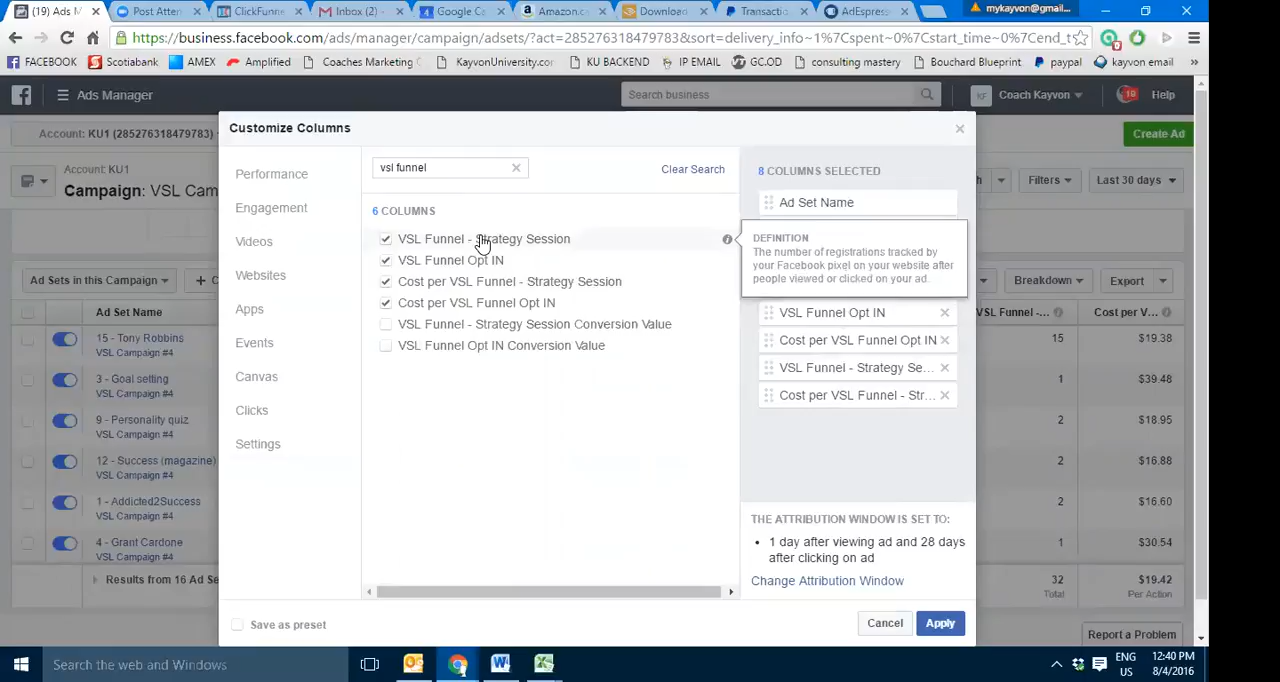 (19) Ads M
Post Atten
ClickFunne
Inbox (2) -
Google Ca
Amazon.c
Download
Transactio
AdEspress
mykayvon@gmail...
https://business.facebook.com/ads/manager/campaign/adsets/?act=285276318479783&sort=delivery_info~1%7Cspent~0%7Cstart_time~0%7Cend_t
FACEBOOK
Scotiabank
AMEX
Amplified
Coaches Marketing
KayvonUniversity.co
KU BACKEND
IP EMAIL
GC.OD
consulting mastery
Bouchard Blueprint
paypal
kayvon email
»
Ads Manager
Search business
KF
Coach Kayvon
18
Help
Account: KU1 (285276318479783)
Create Ad
Account: KU1
Campaign: VSL Cam
h
Filters
Last 30 days
Customize Columns
Performance
Engagement
Videos
Websites
Apps
Events
Canvas
Clicks
Settings
vsl funnel
Clear Search
6 COLUMNS
VSL Funnel - Strategy Session
VSL Funnel Opt IN
Cost per VSL Funnel - Strategy Session
Cost per VSL Funnel Opt IN
VSL Funnel - Strategy Session Conversion Value
VSL Funnel Opt IN Conversion Value
8 COLUMNS SELECTED
Ad Set Name
DEFINITION
The number of registrations tracked by
your Facebook pixel on your website after
people viewed or clicked on your ad.
VSL Funnel Opt IN
Cost per VSL Funnel Opt IN
VSL Funnel - Strategy Se...
Cost per VSL Funnel - Str...
THE ATTRIBUTION WINDOW IS SET TO:
• 1 day after viewing ad and 28 days
after clicking on ad
Change Attribution Window
Save as preset
Cancel
Apply
Ad Sets in this Campaign
+ C
Breakdown
Export
Ad Set Name
VSL Funnel -...
Cost per V...
15 - Tony Robbins
VSL Campaign #4
15
$19.38
3 - Goal setting
VSL Campaign #4
1
$39.48
9 - Personality quiz
VSL Campaign #4
2
$18.95
12 - Success (magazine)
VSL Campaign #4
2
$16.88
1 - Addicted2Success
VSL Campaign #4
2
$16.60
4 - Grant Cardone
VSL Campaign #4
1
$30.54
Results from 16 Ad Se
32
Total
$19.42
Per Action
Report a Problem
Search the web and Windows
ENG
US
12:40 PM
8/4/2016